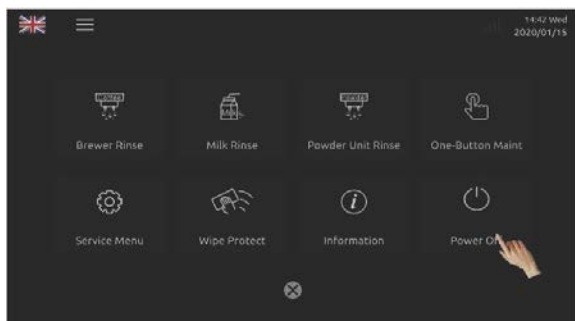 14:42 Wed
2020/01/15
Brewer Rinse
Milk Rinse
Powder Unit Rinse
One-Button Maint
Service Menu
Wipe Protect
Information
Power